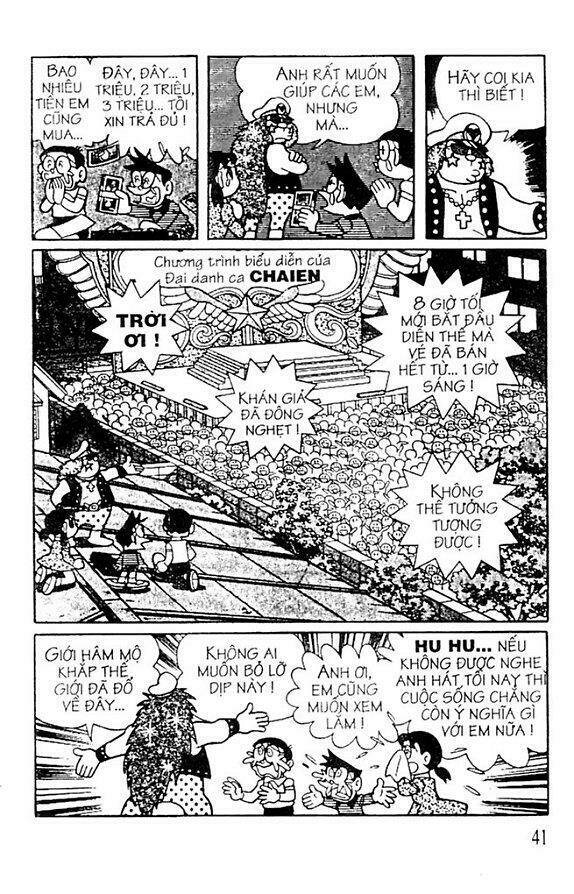 BAO
NHIÊU
TIỀN EM
CŨNG
MUA...
ĐÂY, ĐÂY... 1
TRIỆU, 2 TRIỆU,
3 TRIỆU... TÔI
XIN TRẢ ĐỦ !
ANH RẤT MUỐN
GIÚP CÁC EM,
NHƯNG
MÀ...
HÃY COI KIA
THÌ BIẾT !
Chương trình biểu diễn của
Đại danh ca CHAIEN
TRỜI
ƠI !
8 GIỜ TỐI
MỚI BẮT ĐẦU
DIỄN THẾ MÀ
VÉ ĐÃ BÁN
HẾT TỪ... 1 GIỜ
SÁNG !
KHÁN GIẢ
ĐÃ ĐÔNG
NGHẸT !
KHÔNG
THỂ TƯỞNG
TƯỢNG
ĐƯỢC !
GIỚI HÂM MỘ
KHẮP THẾ
GIỚI ĐÃ ĐỔ
VỀ ĐÂY...
KHÔNG AI
MUỐN BỎ LỠ
DỊP NÀY !
ANH ƠI,
EM CŨNG
MUỐN XEM
LẮM !
HU HU... NẾU
KHÔNG ĐƯỢC NGHE
ANH HÁT TỐI NAY THÌ
CUỘC SỐNG CHẲNG
CÒN Ý NGHĨA GÌ
VỚI EM NỮA !
41